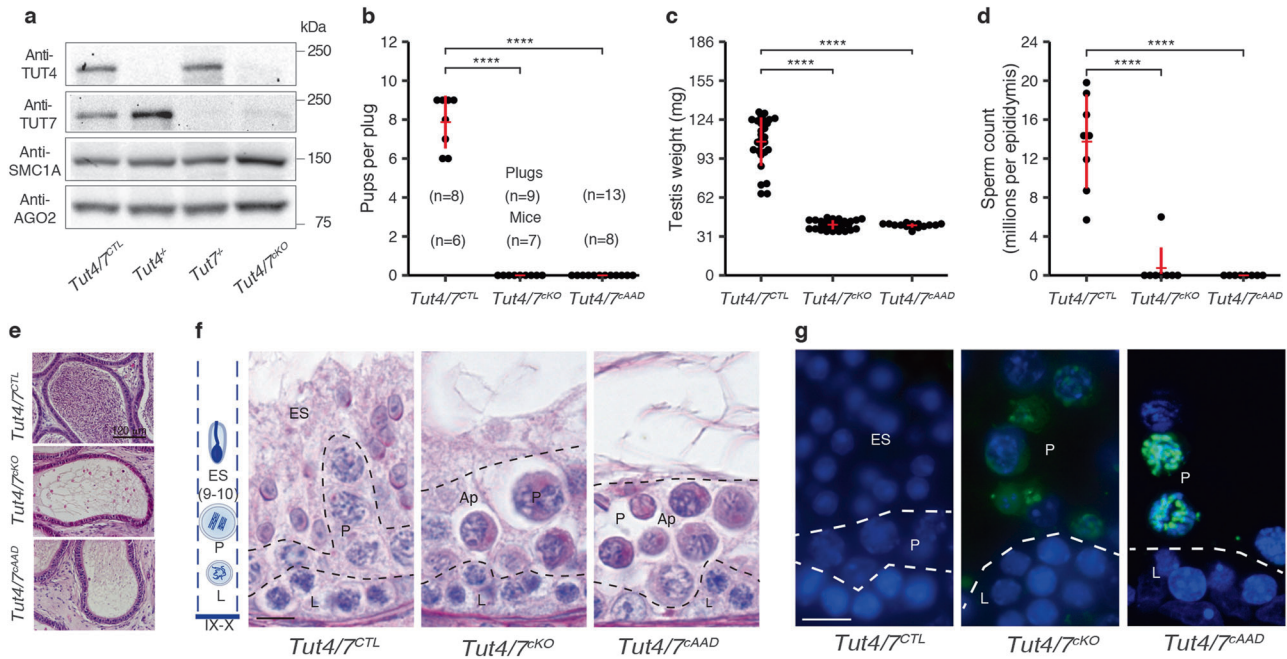 a
kDa
Anti-
TUT4
250
Anti-
TUT7
250
Anti-
SMC1A
150
Anti-
AGO2
75
Tut4/7CTL
Tut4-/-
Tut7-/-
Tut4/7cKO
b
Pups per plug
12
10
8
6
4
2
0
****
****
Plugs
(n=8) (n=9) (n=13)
Mice
(n=6) (n=7) (n=8)
Tut4/7CTL Tut4/7cKO Tut4/7cAAD
c
Testis weight (mg)
186
155
124
93
62
31
0
****
****
Tut4/7CTL Tut4/7cKO Tut4/7cAAD
d
Sperm count
(millions per epididymis)
24
20
16
12
8
4
0
****
****
Tut4/7CTL Tut4/7cKO Tut4/7cAAD
e
Tut4/7CTL
120 μm
Tut4/7cKO
Tut4/7cAAD
f
ES
(9-10)
P
L
IX-X
ES
P
L
Tut4/7CTL
Ap
P
L
Tut4/7cKO
P
Ap
L
Tut4/7cAAD
g
ES
P
Tut4/7CTL
P
L
Tut4/7cKO
P
L
Tut4/7cAAD